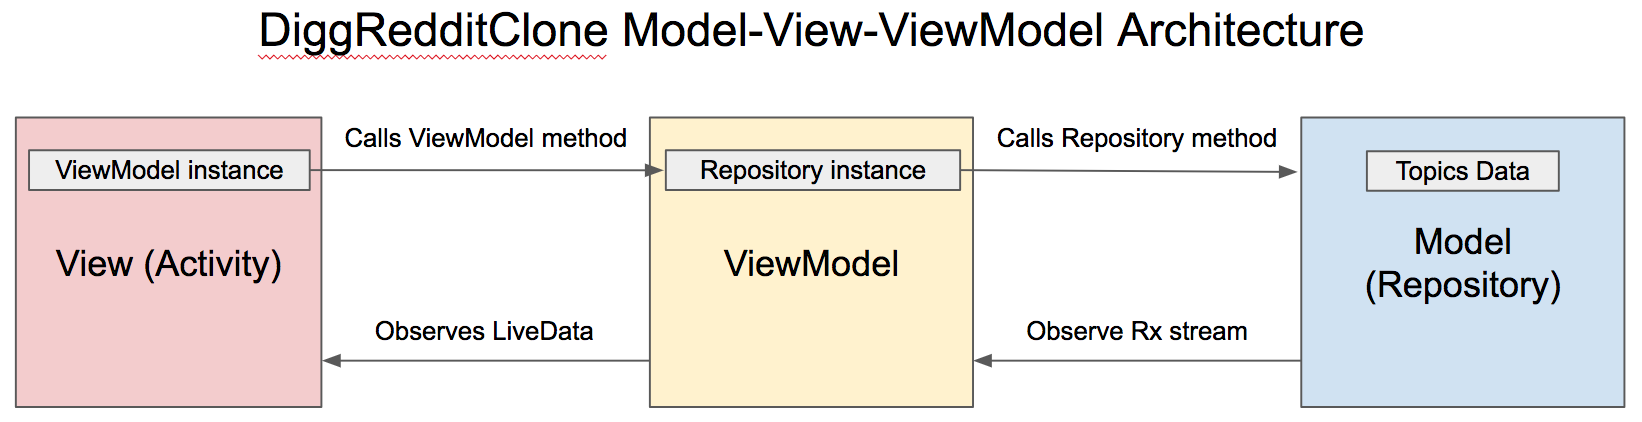 DiggRedditClone Model-View-ViewModel Architecture
Calls ViewModel method
Calls Repository method
ViewModel instance
Repository instance
Topics Data
View (Activity)
ViewModel
Model
(Repository)
Observes LiveData
Observe Rx stream